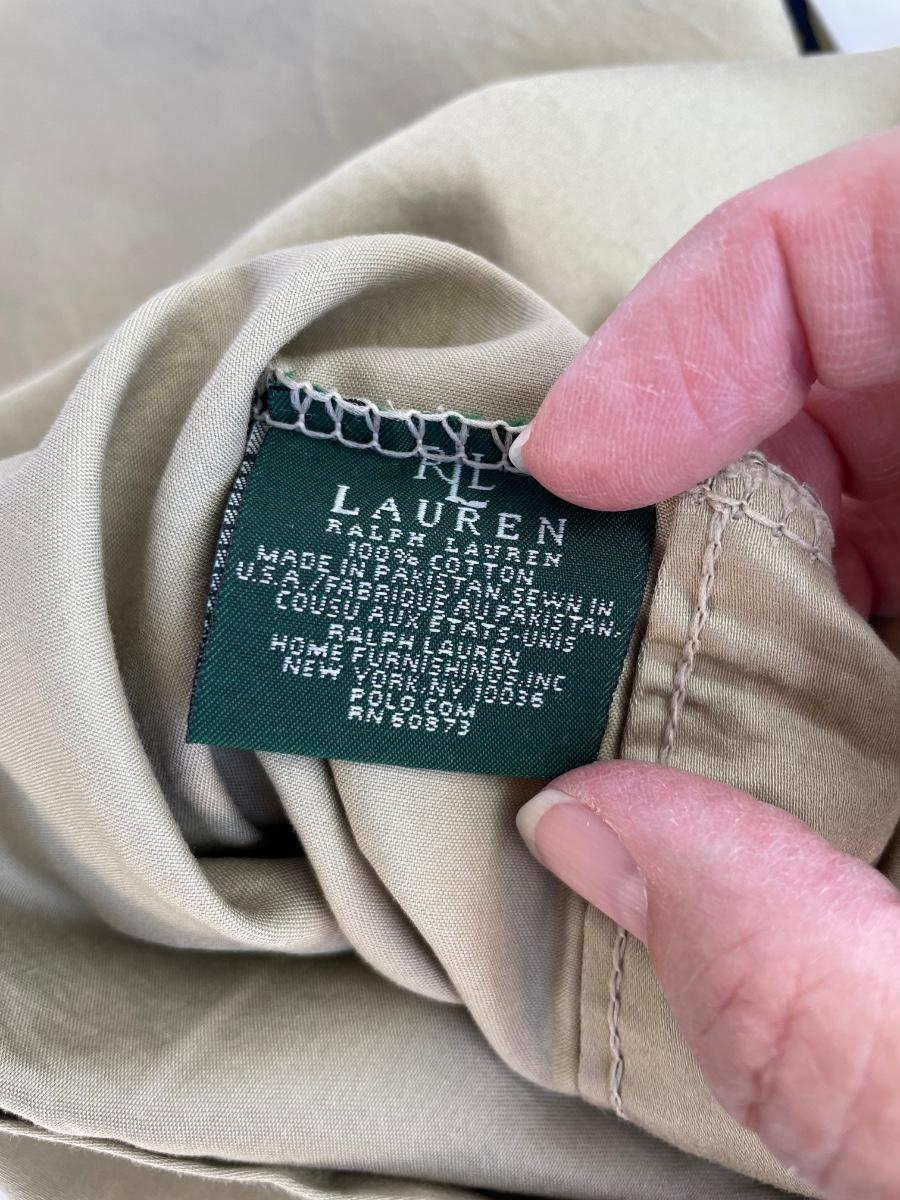 RLL
LAUREN
RALPH LAUREN
100% COTTON
MADE IN PAKISTAN, SEWN IN
U.S.A./FABRIQUE AU PAKISTAN,
COUSU AUX ETATS-UNIS
RALPH LAUREN
HOME FURNISHINGS, INC
NEW YORK, NY 10036
POLO.COM
RN 60873